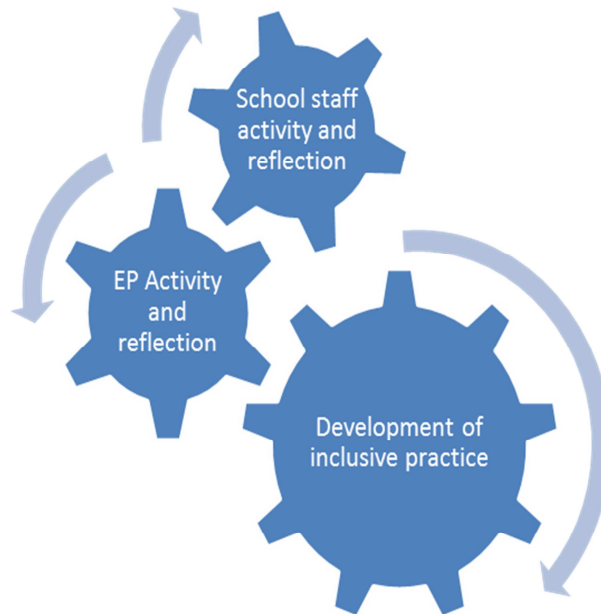 School staff
activity and
reflection
EP Activity
and
reflection
Development of
inclusive practice